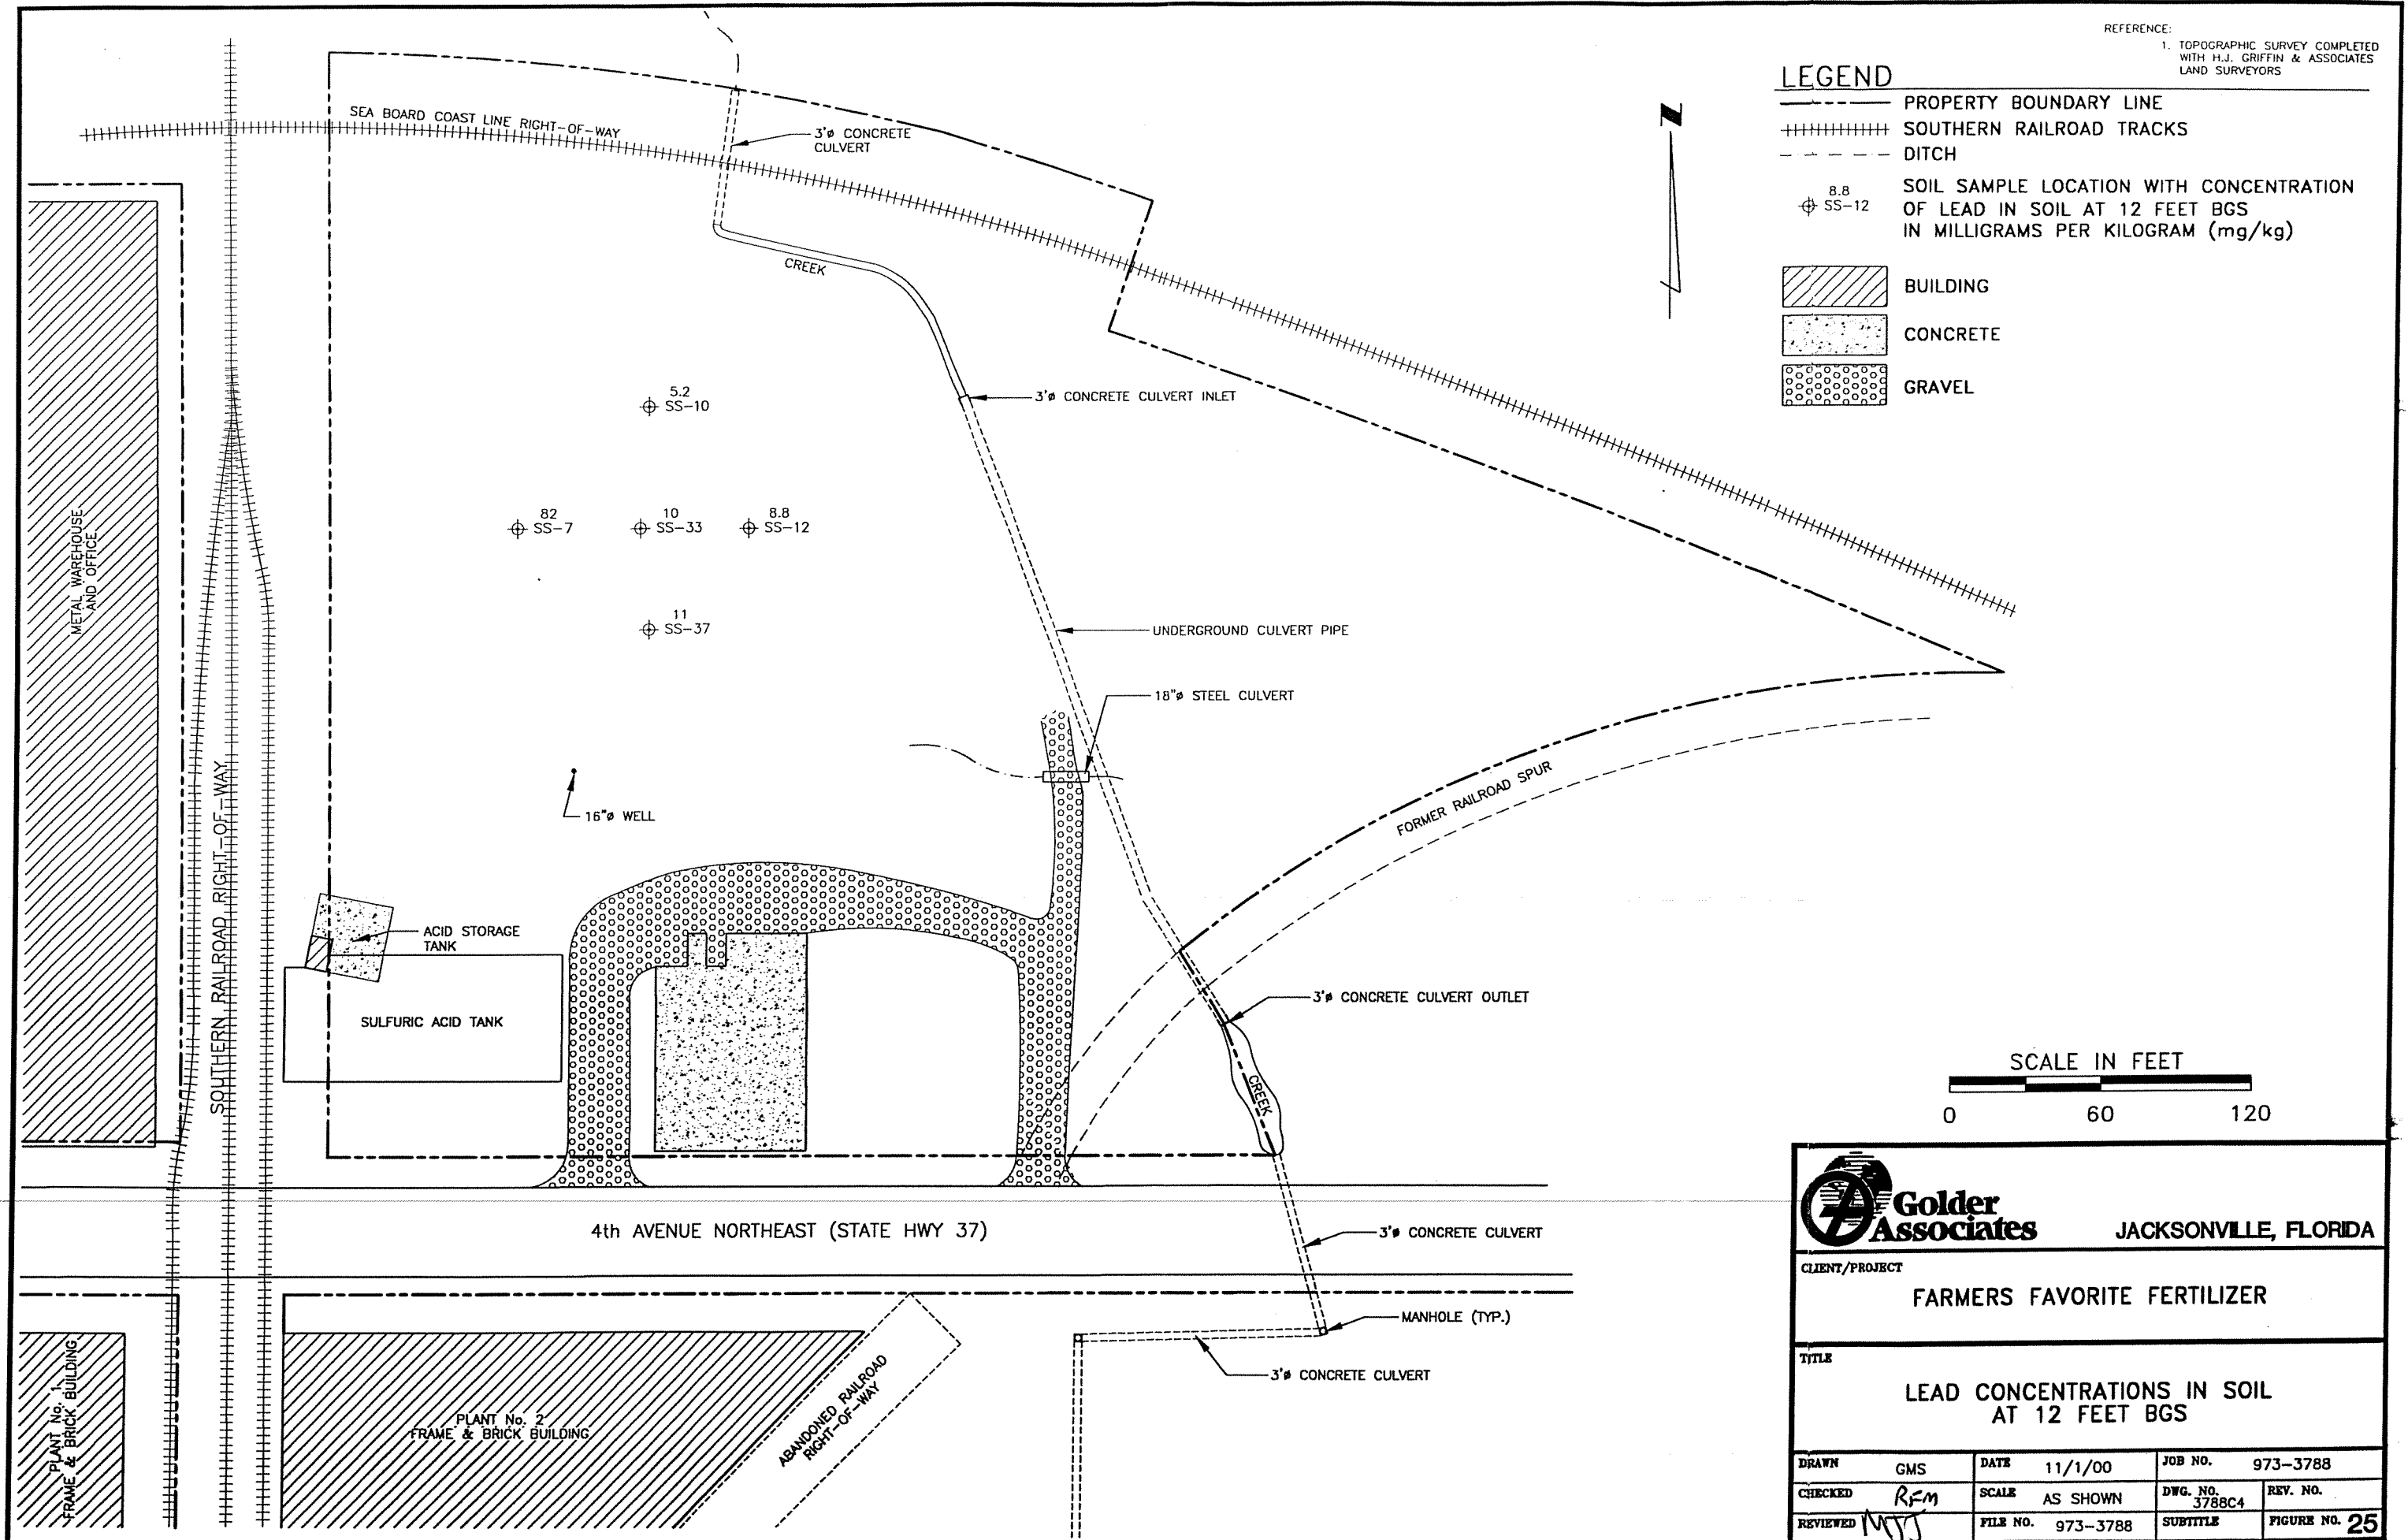 REFERENCE:
1. TOPOGRAPHIC SURVEY COMPLETED
WITH H.J. GRIFFIN & ASSOCIATES
LAND SURVEYORS
LEGEND
PROPERTY BOUNDARY LINE
SOUTHERN RAILROAD TRACKS
DITCH
8.8
SS-12
SOIL SAMPLE LOCATION WITH CONCENTRATION
OF LEAD IN SOIL AT 12 FEET BGS
IN MILLIGRAMS PER KILOGRAM (mg/kg)
BUILDING
CONCRETE
GRAVEL
N
SEA BOARD COAST LINE RIGHT-OF-WAY
3'ø CONCRETE
CULVERT
CREEK
3'ø CONCRETE CULVERT INLET
5.2
SS-10
82
SS-7
10
SS-33
8.8
SS-12
11
SS-37
METAL WAREHOUSE
AND OFFICE
UNDERGROUND CULVERT PIPE
18"ø STEEL CULVERT
16"ø WELL
FORMER RAILROAD SPUR
SOUTHERN RAILROAD RIGHT-OF-WAY
ACID STORAGE
TANK
SULFURIC ACID TANK
3'ø CONCRETE CULVERT OUTLET
CREEK
SCALE IN FEET
0 60 120
4th AVENUE NORTHEAST (STATE HWY 37)
3'ø CONCRETE CULVERT
MANHOLE (TYP.)
3'ø CONCRETE CULVERT
PLANT No. 1
FRAME & BRICK BUILDING
PLANT No. 2
FRAME & BRICK BUILDING
ABANDONED RAILROAD
RIGHT-OF-WAY
Golder
Associates
JACKSONVILLE, FLORIDA
CLIENT/PROJECT
FARMERS FAVORITE FERTILIZER
TITLE
LEAD CONCENTRATIONS IN SOIL
AT 12 FEET BGS
DRAWN GMS DATE 11/1/00 JOB NO. 973-3788
CHECKED RFM SCALE AS SHOWN DWG. NO. 3788C4 REV. NO.
REVIEWED MJJ FILE NO. 973-3788 SUBTITLE FIGURE NO. 25